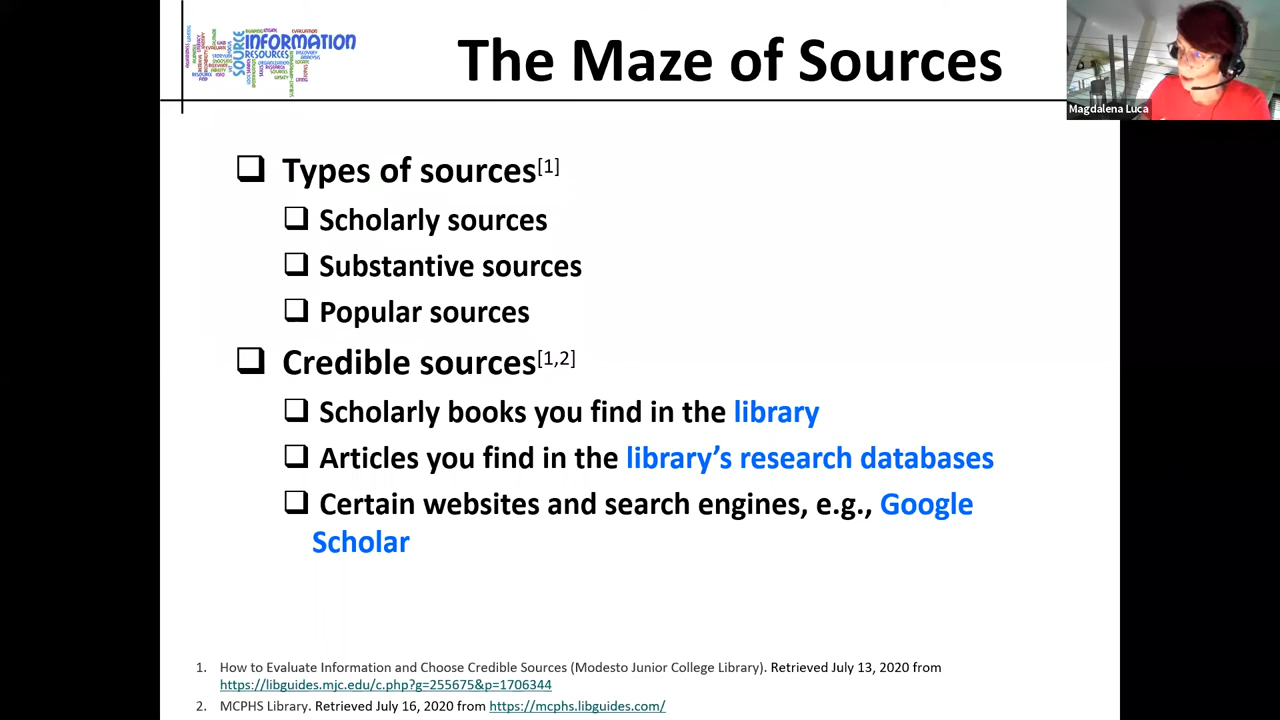 INFORMATION
SOURCE
RESOURCES
The Maze of Sources
Magdalena Luca
❑ Types of sources[1]
❑ Scholarly sources
❑ Substantive sources
❑ Popular sources
❑ Credible sources[1,2]
❑ Scholarly books you find in the library
❑ Articles you find in the library’s research databases
❑ Certain websites and search engines, e.g., Google
Scholar
1. How to Evaluate Information and Choose Credible Sources (Modesto Junior College Library). Retrieved July 13, 2020 from
https://libguides.mjc.edu/c.php?g=255675&p=1706344
2. MCPHS Library. Retrieved July 16, 2020 from https://mcphs.libguides.com/